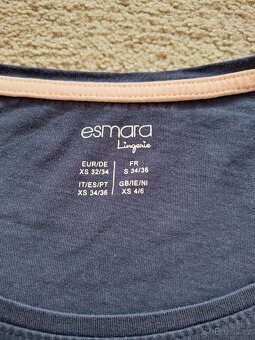 esmara
Lingerie
EUR/DE FR
XS 32/34 S 34/36
IT/ES/PT GB/IE/NI
XS 34/36 XS 4/6